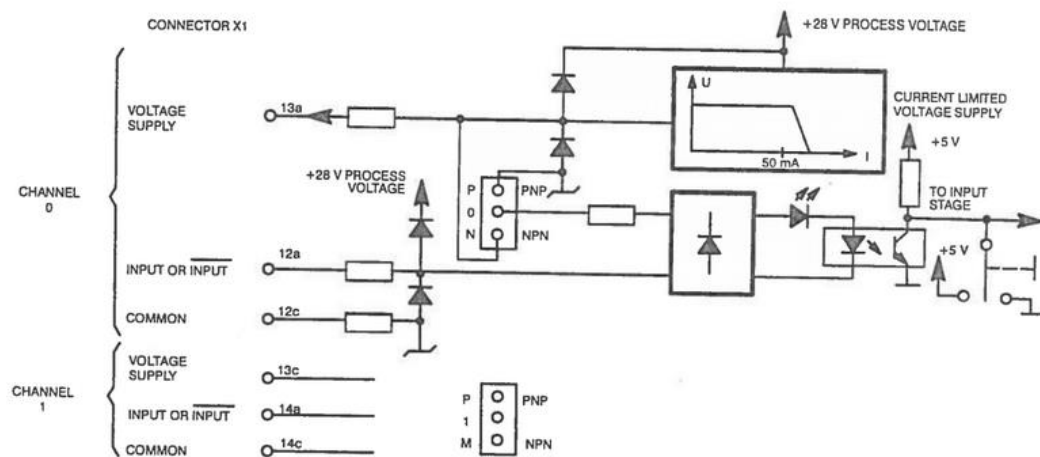 CONNECTOR X1
+28 V PROCESS VOLTAGE
CHANNEL
0
VOLTAGE
SUPPLY
13a
U
I
50 mA
CURRENT LIMITED
VOLTAGE SUPPLY
+5 V
+28 V PROCESS
VOLTAGE
P PNP
0
N NPN
TO INPUT
STAGE
INPUT OR INPUT
12a
+5 V
COMMON
12c
CHANNEL
1
VOLTAGE
SUPPLY
13c
INPUT OR INPUT
14a
COMMON
14c
P PNP
1
M NPN